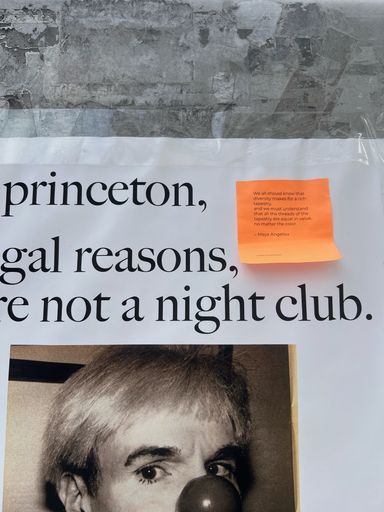 princeton,
gal reasons,
re not a night club.
We all should know that
diversity makes for a rich
tapestry,
and we must understand
that all the threads of the
tapestry are equal in value
no matter the color.
- Maya Angelou